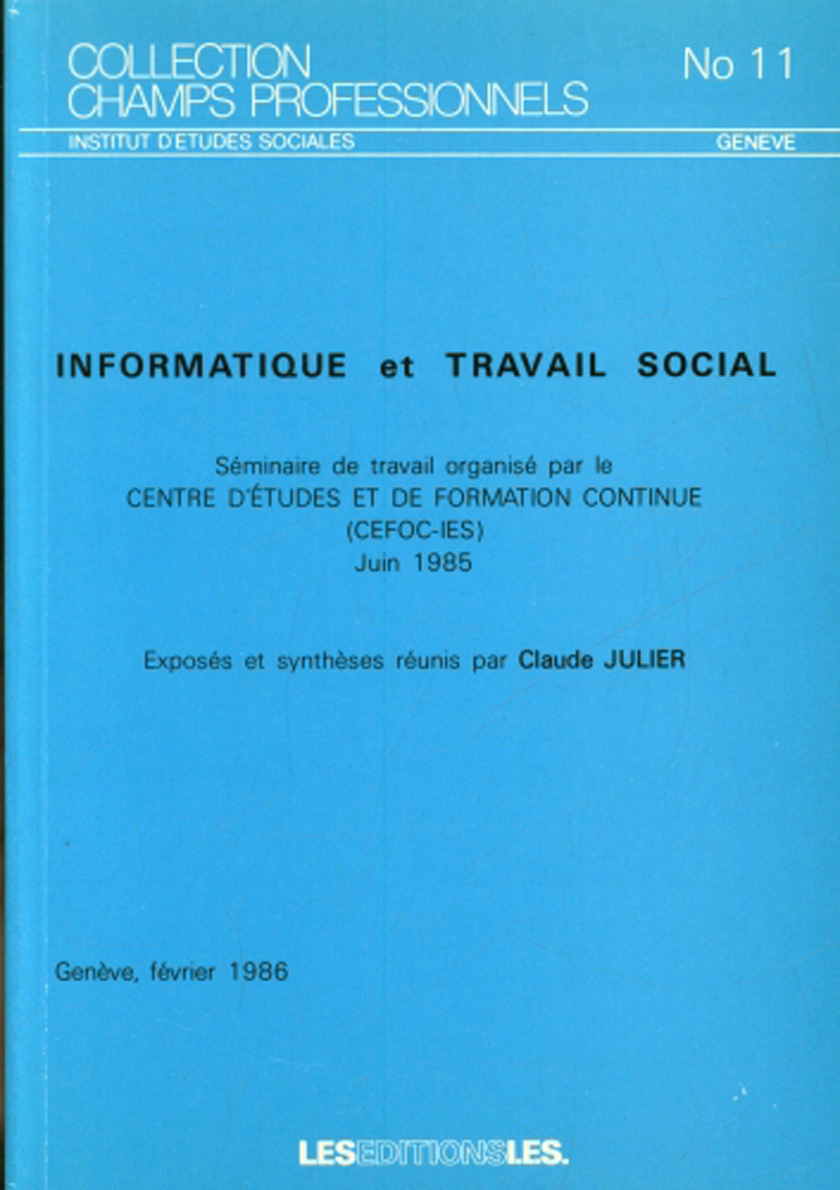 COLLECTION
CHAMPS PROFESSIONNELS
No 11
INSTITUT D'ETUDES SOCIALES
GENEVE
INFORMATIQUE et TRAVAIL SOCIAL
Séminaire de travail organisé par le
CENTRE D'ÉTUDES ET DE FORMATION CONTINUE
(CEFOC-IES)
Juin 1985
Exposés et synthèses réunis par Claude JULIER
Genève, février 1986
LESEDITIONSI.ES.